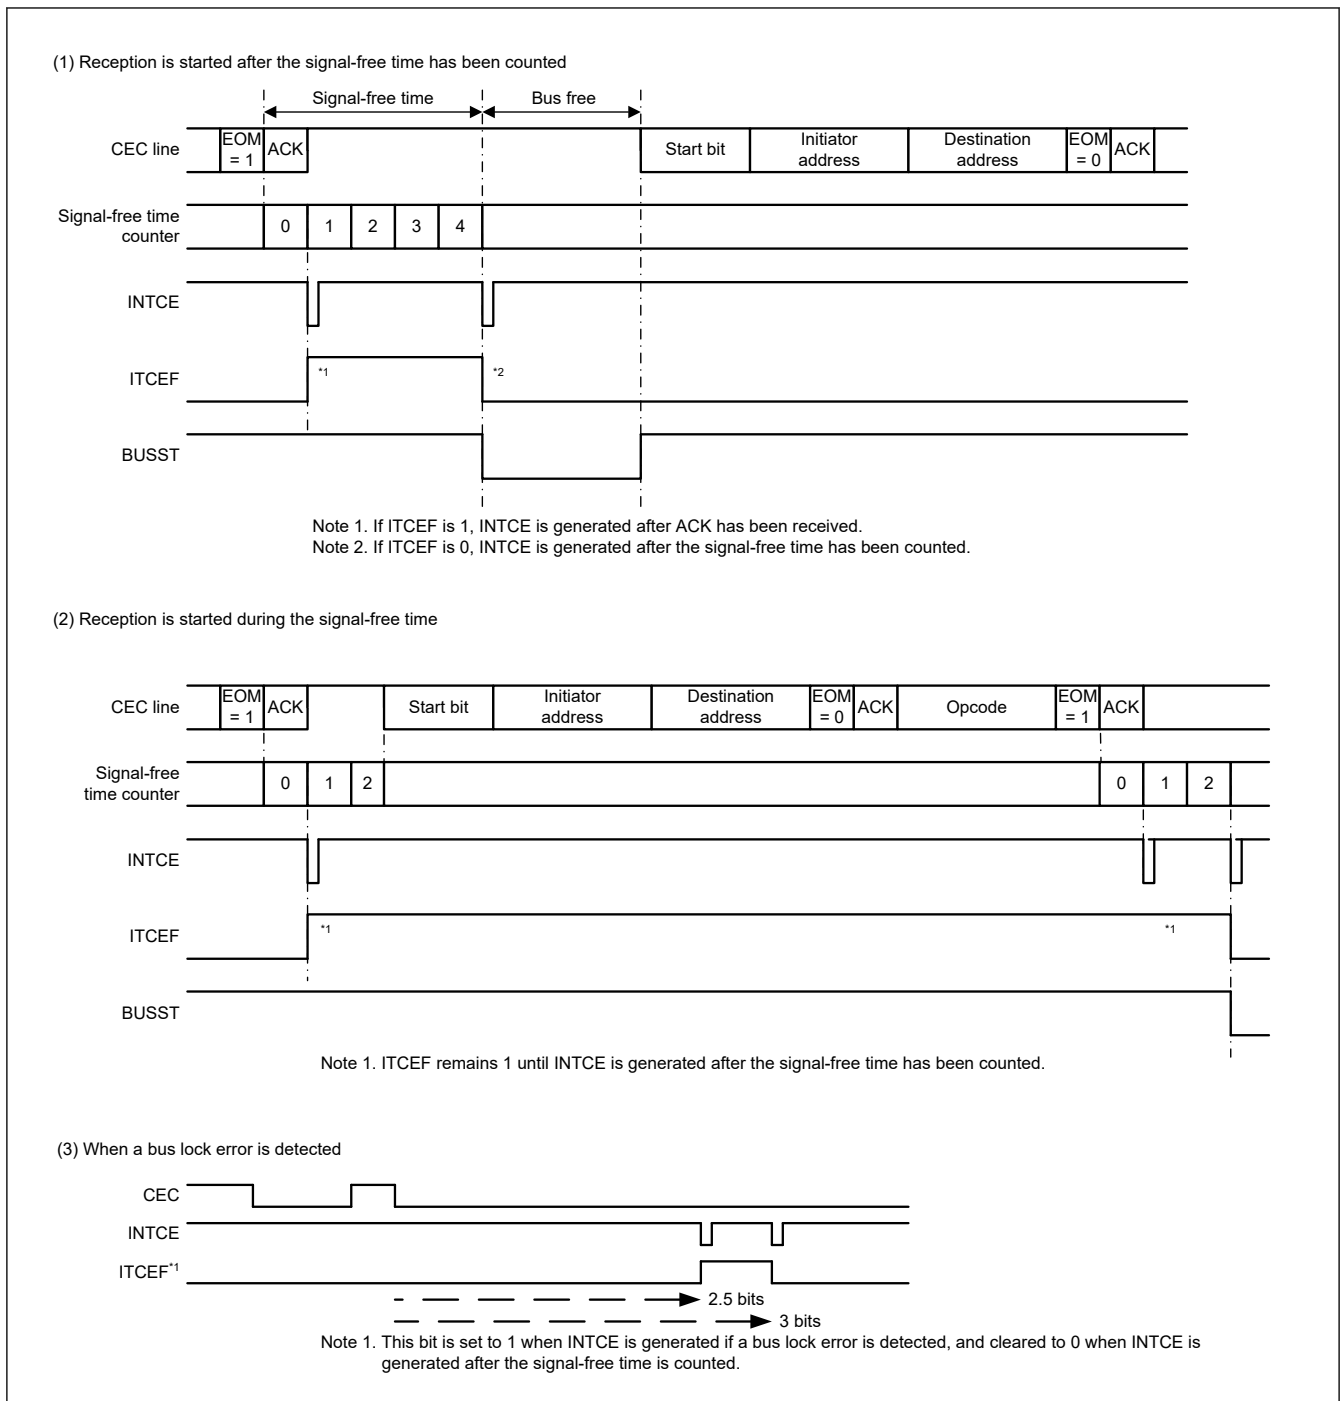 (1) Reception is started after the signal-free time has been counted
Signal-free time
Bus free
CEC line
EOM
= 1
ACK
Start bit
Initiator
address
Destination
address
EOM
= 0
ACK
Signal-free time
counter
0
1
2
3
4
INTCE
ITCEF
*1
*2
BUSST
Note 1. If ITCEF is 1, INTCE is generated after ACK has been received.
Note 2. If ITCEF is 0, INTCE is generated after the signal-free time has been counted.
(2) Reception is started during the signal-free time
CEC line
EOM
= 1
ACK
Start bit
Initiator
address
Destination
address
EOM
= 0
ACK
Opcode
EOM
= 1
ACK
Signal-free
time counter
0
1
2
0
1
2
INTCE
ITCEF
*1
*1
BUSST
Note 1. ITCEF remains 1 until INTCE is generated after the signal-free time has been counted.
(3) When a bus lock error is detected
CEC
INTCE
ITCEF*1
2.5 bits
3 bits
Note 1. This bit is set to 1 when INTCE is generated if a bus lock error is detected, and cleared to 0 when INTCE is
generated after the signal-free time is counted.